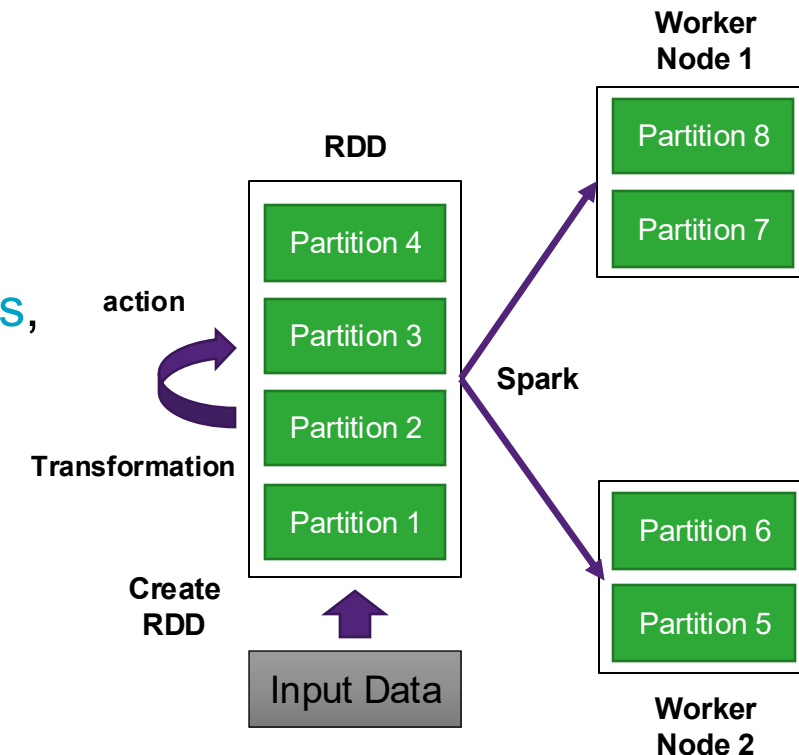 Worker
Node 1
Partition 8
Partition 7
RDD
Partition 4
Partition 3
Partition 2
Partition 1
s,
action
Transformation
Spark
Create
RDD
Input Data
Partition 6
Partition 5
Worker
Node 2